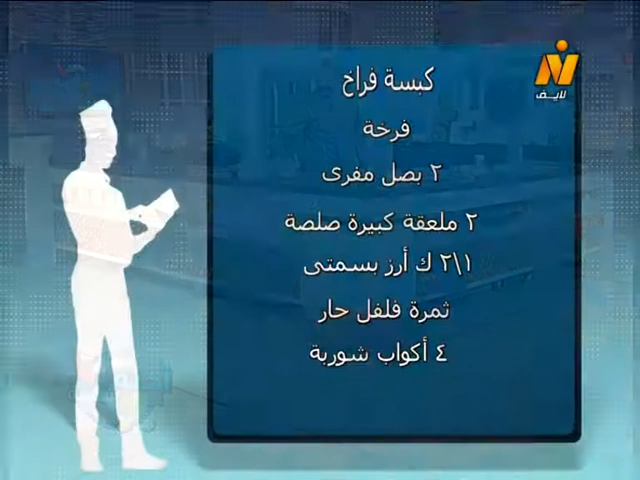 كبسة فراخ
فرخة
٢ بصل مفرى
٢ ملعقة كبيرة صلصة
١\٢ ك أرز بسمتى
ثمرة فلفل حار
٤ أكواب شوربة
لايف